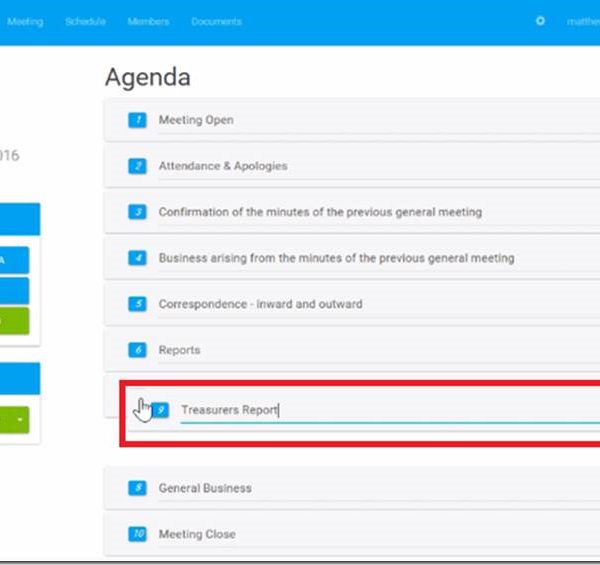 Meeting Schedule Members Documents matthe
Agenda
1 Meeting Open
016
2 Attendance & Apologies
3 Confirmation of the minutes of the previous general meeting
A
4 Business arising from the minutes of the previous general meeting
5 Correspondence - inward and outward
6 Reports
9 Treasurers Report
8 General Business
10 Meeting Close